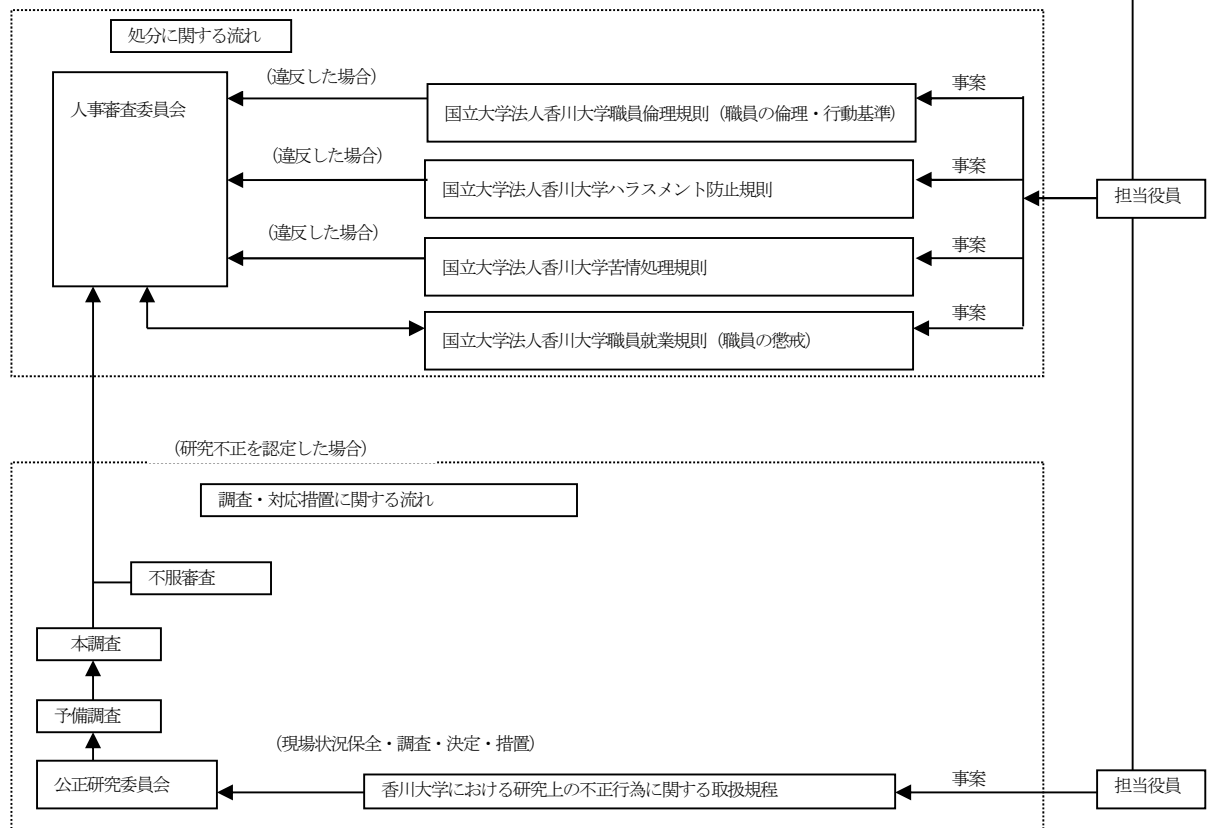 処分に関する流れ
人事審査委員会
(違反した場合)
国立大学法人香川大学職員倫理規則（職員の倫理・行動基準）
事案
(違反した場合)
国立大学法人香川大学ハラスメント防止規則
事案
担当役員
(違反した場合)
国立大学法人香川大学苦情処理規則
事案
国立大学法人香川大学職員就業規則（職員の懲戒）
事案
(研究不正を認定した場合)
調査・対応措置に関する流れ
不服審査
本調査
予備調査
(現場状況保全・調査・決定・措置)
公正研究委員会
香川大学における研究上の不正行為に関する取扱規程
事案
担当役員